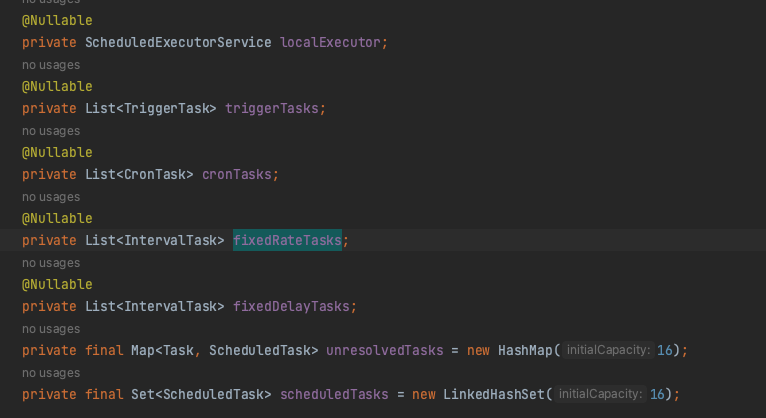 no usages
@Nullable
private ScheduledExecutorService localExecutor;
no usages
@Nullable
private List<TriggerTask> triggerTasks;
no usages
@Nullable
private List<CronTask> cronTasks;
no usages
@Nullable
private List<IntervalTask> fixedRateTasks;
no usages
@Nullable
private List<IntervalTask> fixedDelayTasks;
no usages
private final Map<Task, ScheduledTask> unresolvedTasks = new HashMap( initialCapacity: 16);
no usages
private final Set<ScheduledTask> scheduledTasks = new LinkedHashSet( initialCapacity: 16);